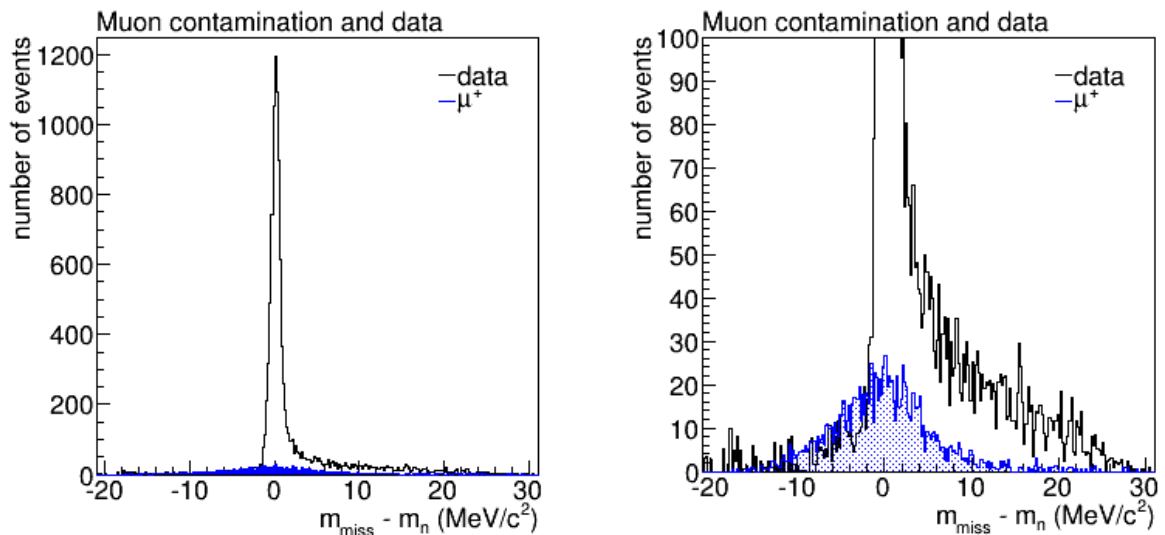 Muon contamination and data
number of events
1200
1000
800
600
400
200
0
-20 -10 0 10 20 30
m_miss - m_n (MeV/c²)
data
μ⁺
Muon contamination and data
number of events
100
90
80
70
60
50
40
30
20
10
0
-20 -10 0 10 20 30
m_miss - m_n (MeV/c²)
data
μ⁺